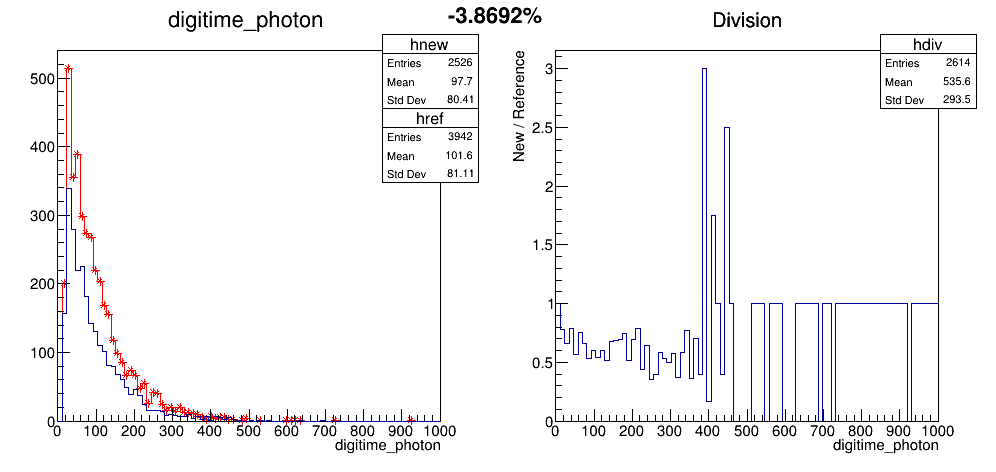 digitime_photon
-3.8692%
Division
hnew
Entries 2526
Mean 97.7
Std Dev 80.41
href
Entries 3942
Mean 101.6
Std Dev 81.11
500
400
300
200
100
0
0 100 200 300 400 500 600 700 800 900 1000
digitime_photon
hdiv
Entries 2614
Mean 535.6
Std Dev 293.5
New / Reference
3
2.5
2
1.5
1
0.5
0
0 100 200 300 400 500 600 700 800 900 1000
digitime_photon